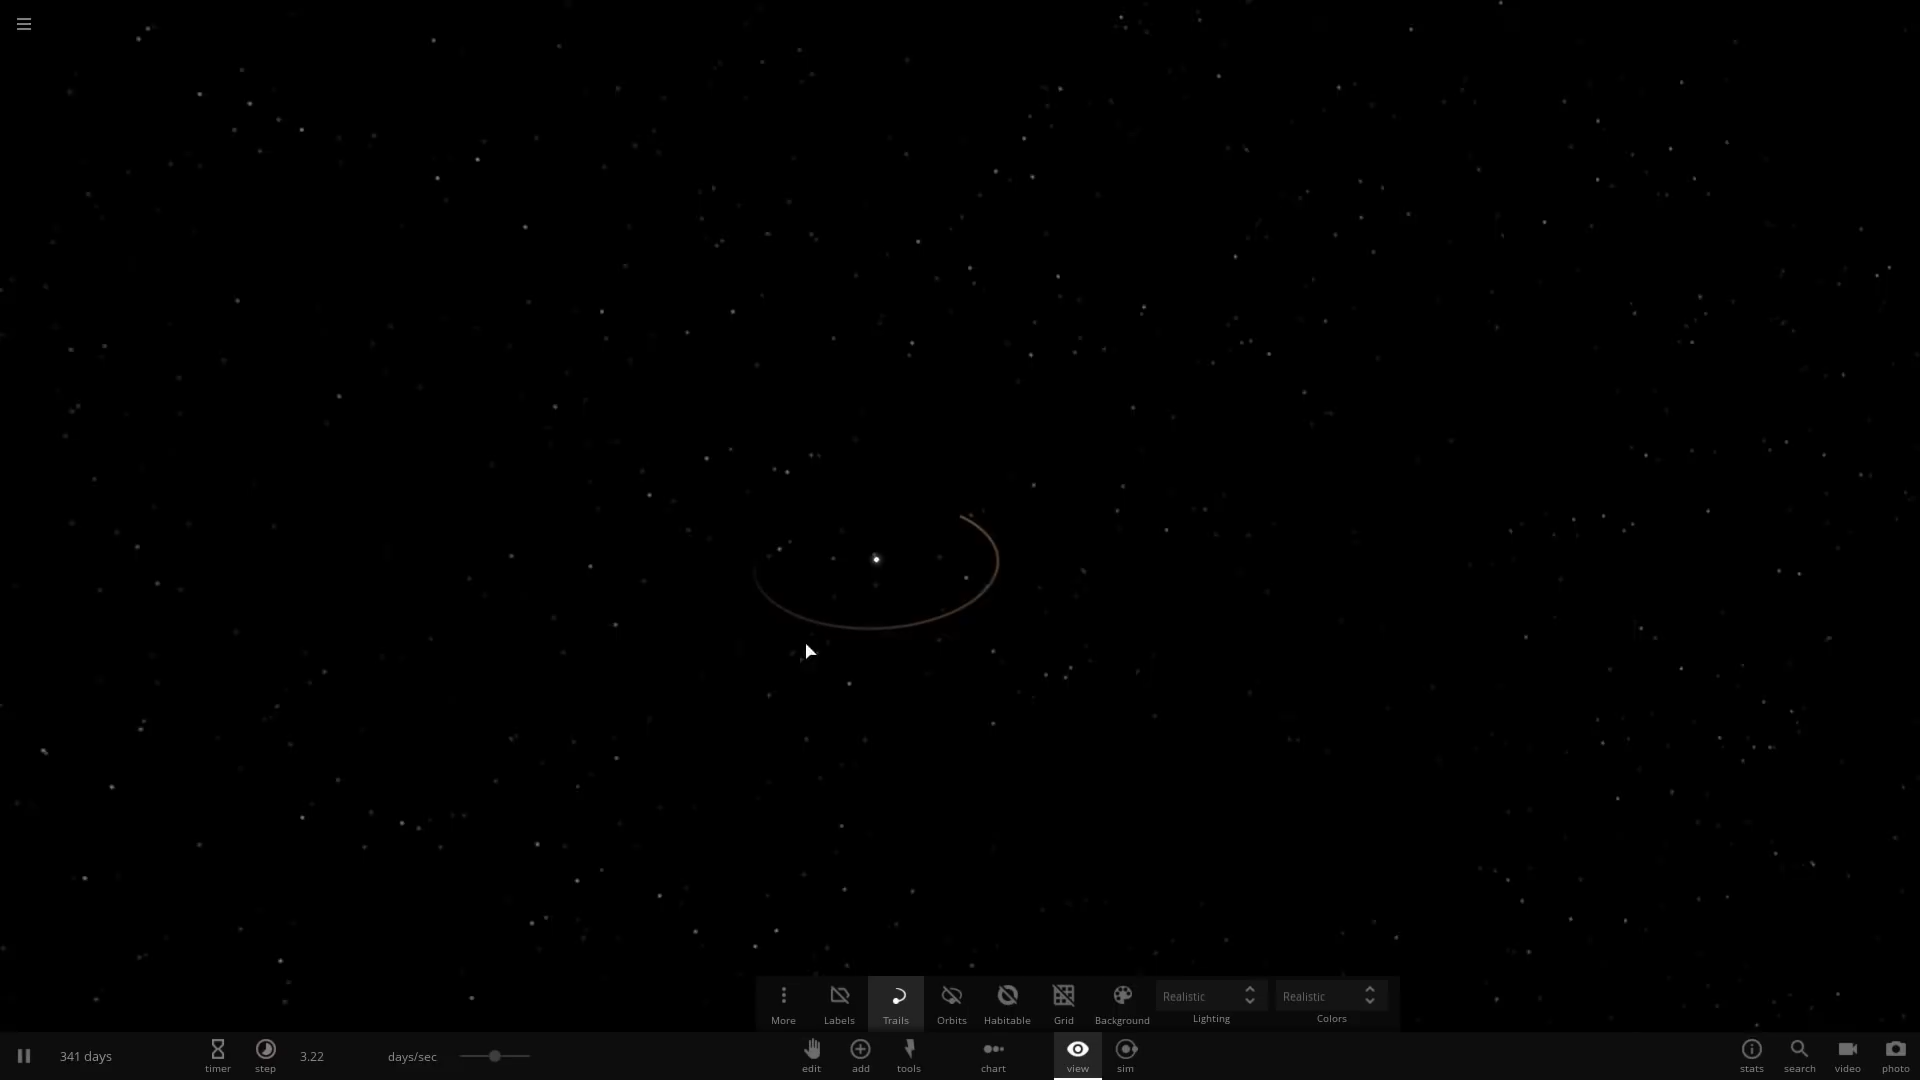 More
Labels
Trails
Orbits
Habitable
Grid
Background
Realistic
Lighting
Realistic
Colors
341 days
timer
step
3.22
days/sec
edit
add
tools
chart
view
sim
stats
search
video
photo